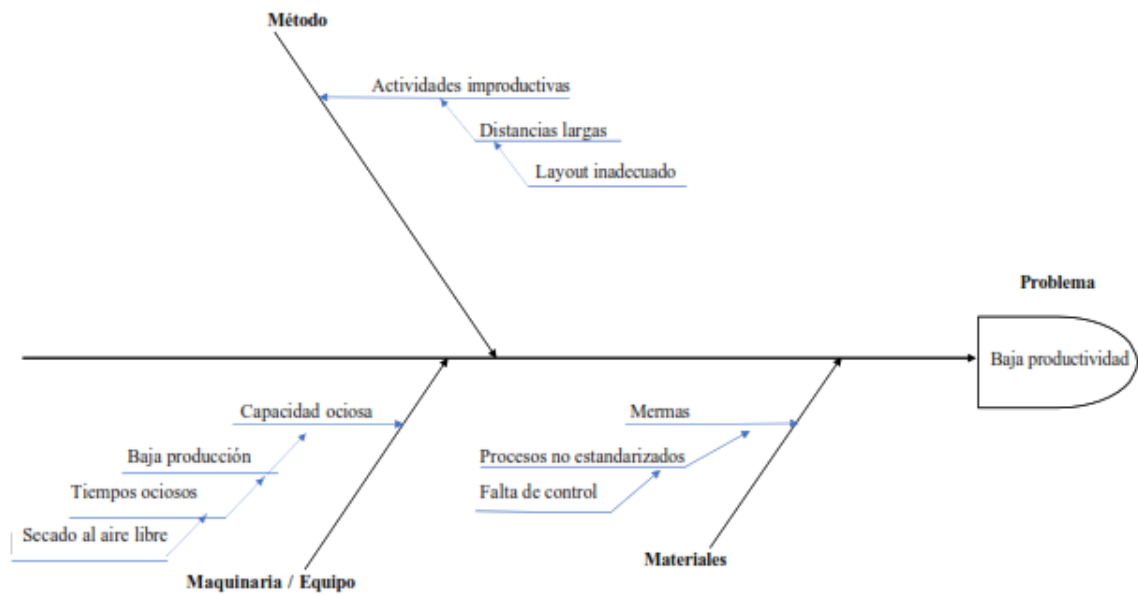 Método
Actividades improductivas
Distancias largas
Layout inadecuado
Problema
Baja productividad
Capacidad ociosa
Mermas
Baja producción
Procesos no estandarizados
Tiempos ociosos
Falta de control
Secado al aire libre
Materiales
Maquinaria / Equipo